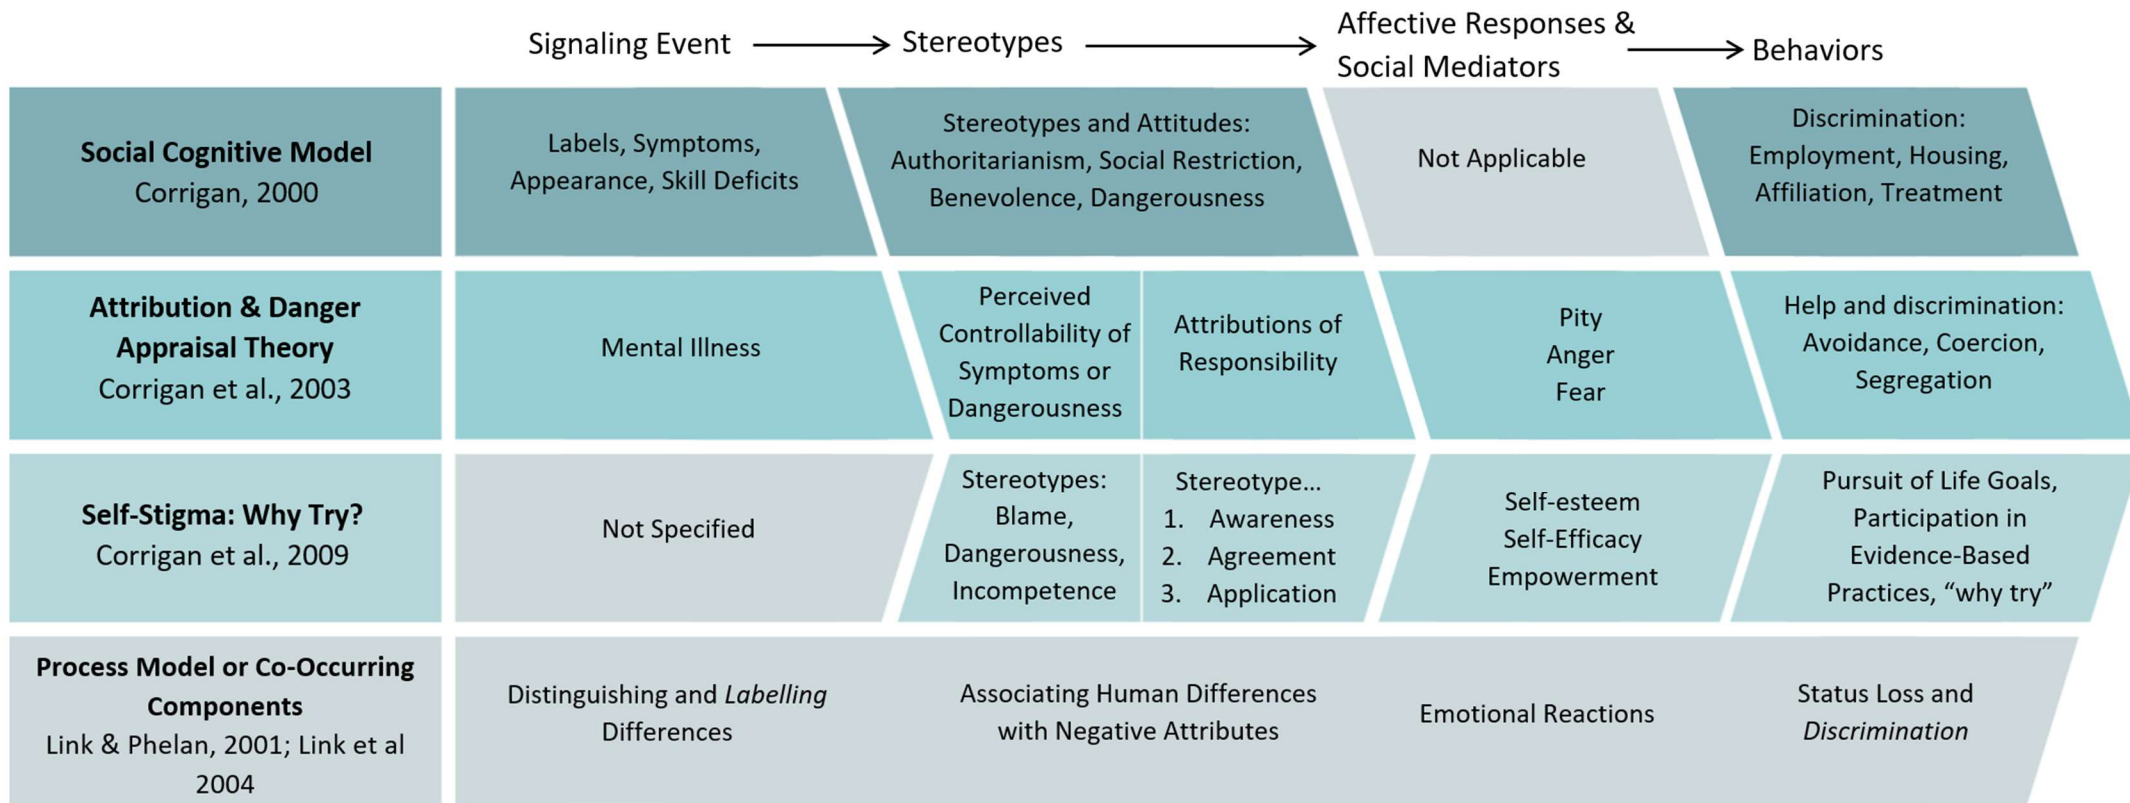 Signaling Event
Stereotypes
Affective Responses &
Social Mediators
Behaviors
Social Cognitive Model
Corrigan, 2000
Labels, Symptoms,
Appearance, Skill Deficits
Stereotypes and Attitudes:
Authoritarianism, Social Restriction,
Benevolence, Dangerousness
Not Applicable
Discrimination:
Employment, Housing,
Affiliation, Treatment
Attribution & Danger
Appraisal Theory
Corrigan et al., 2003
Mental Illness
Perceived
Controllability of
Symptoms or
Dangerousness
Attributions of
Responsibility
Pity
Anger
Fear
Help and discrimination:
Avoidance, Coercion,
Segregation
Self-Stigma: Why Try?
Corrigan et al., 2009
Not Specified
Stereotypes:
Blame,
Dangerousness,
Incompetence
Stereotype…
1. Awareness
2. Agreement
3. Application
Self-esteem
Self-Efficacy
Empowerment
Pursuit of Life Goals,
Participation in
Evidence-Based
Practices, “why try”
Process Model or Co-Occurring
Components
Link & Phelan, 2001; Link et al
2004
Distinguishing and Labelling
Differences
Associating Human Differences
with Negative Attributes
Emotional Reactions
Status Loss and
Discrimination